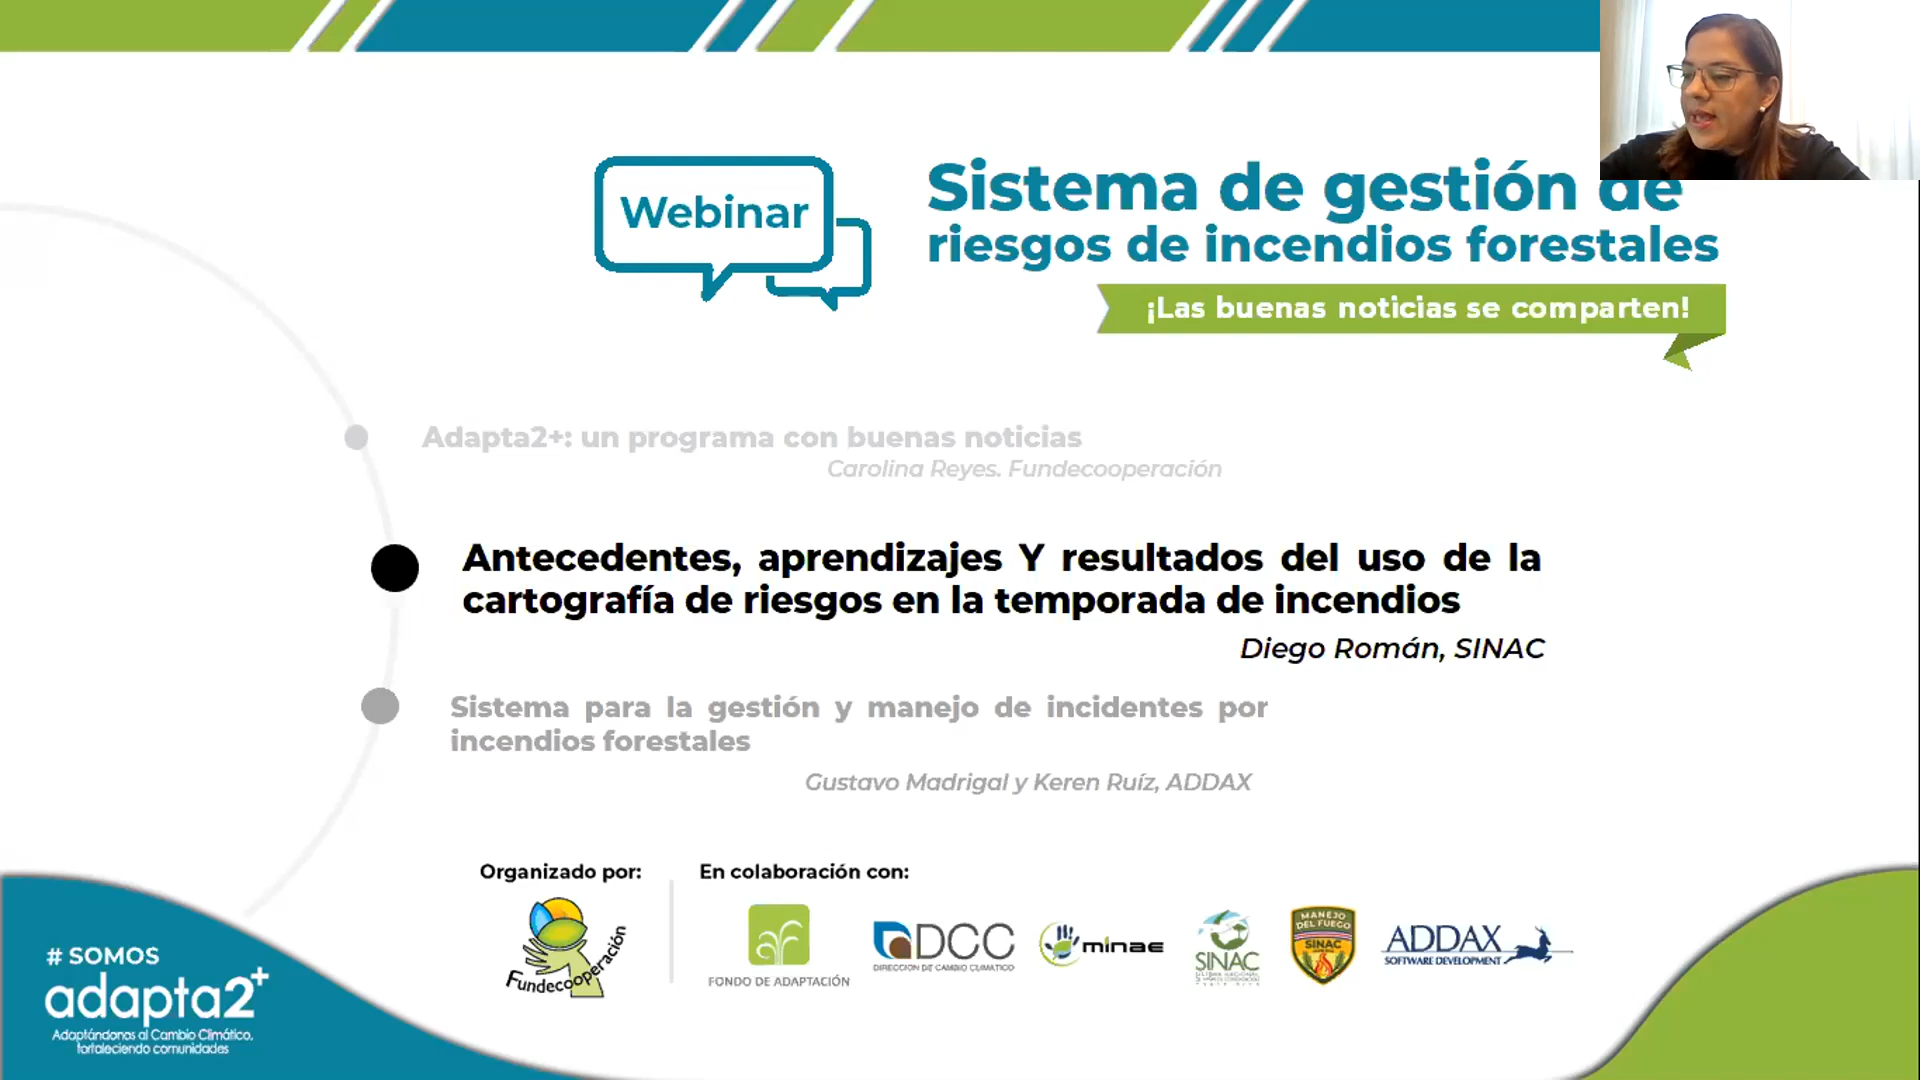 Webinar
Sistema de gestión de
riesgos de incendios forestales
¡Las buenas noticias se comparten!
Adapta2+: un programa con buenas noticias
Carolina Reyes. Fundecooperación
Antecedentes, aprendizajes Y resultados del uso de la
cartografía de riesgos en la temporada de incendios
Diego Román, SINAC
Sistema para la gestión y manejo de incidentes por
incendios forestales
Gustavo Madrigal y Keren Ruíz, ADDAX
Organizado por:
En colaboración con:
Fundecooperación
FONDO DE ADAPTACIÓN
DCC
DIRECCION DE CAMBIO CLIMATICO
minae
SINAC
MANEJO
DEL FUEGO
SINAC
ADDAX
SOFTWARE DEVELOPMENT
# SOMOS
adapta2+
Adaptándonos al Cambio Climático,
fortaleciendo comunidades